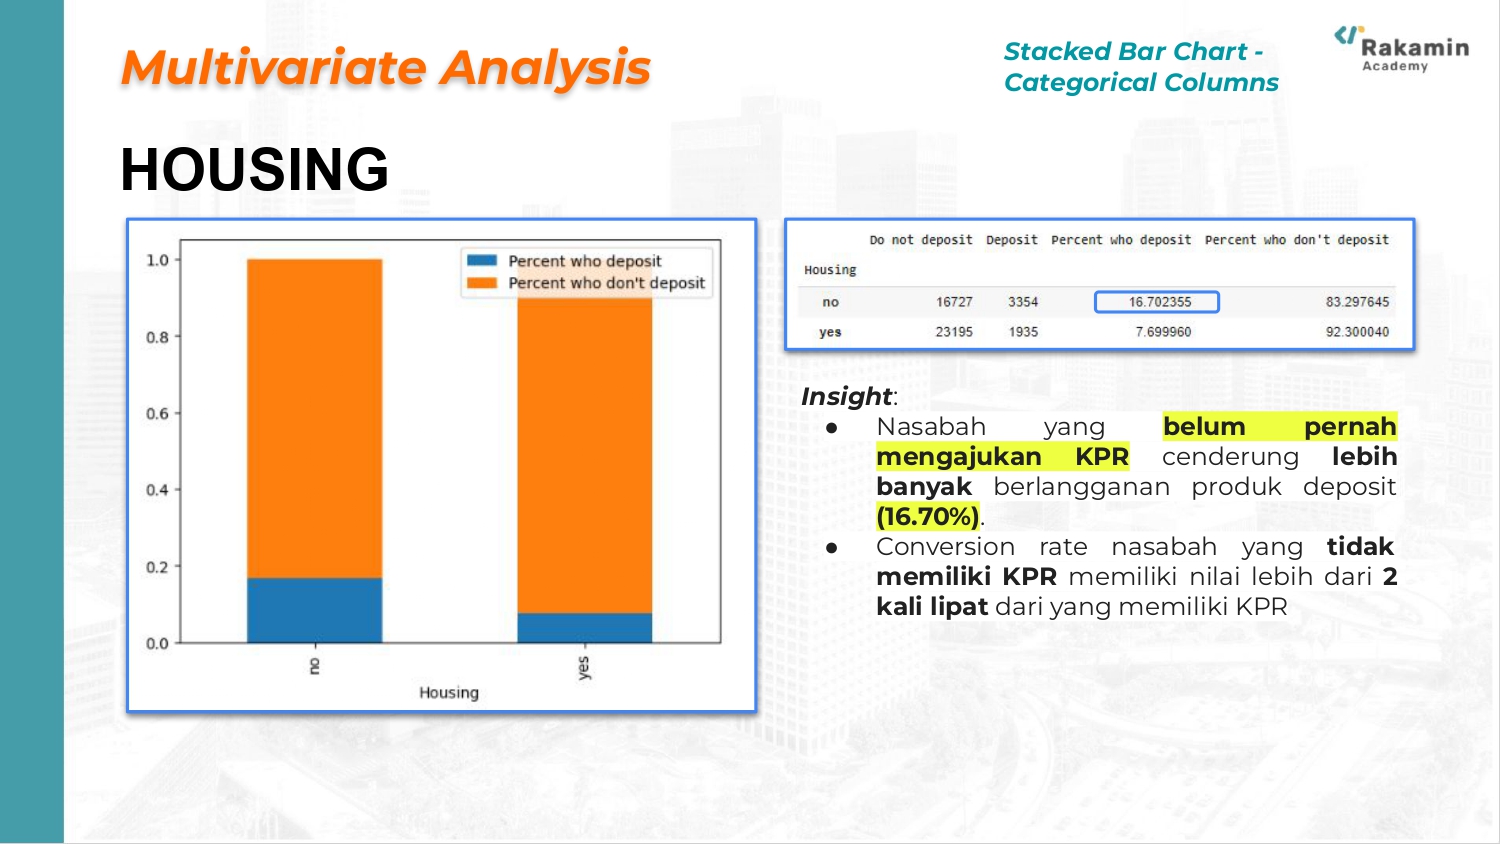 Multivariate Analysis
Stacked Bar Chart -
Categorical Columns
Rakamin
Academy
HOUSING
1.0
0.8
0.6
0.4
0.2
0.0
Percent who deposit
Percent who don't deposit
no
yes
Housing
Do not deposit Deposit Percent who deposit Percent who don't deposit
Housing
no 16727 3354 16.702355 83.297645
yes 23195 1935 7.699960 92.300040
Insight:
● Nasabah yang belum pernah
mengajukan KPR cenderung lebih
banyak berlangganan produk deposit
(16.70%).
● Conversion rate nasabah yang tidak
memiliki KPR memiliki nilai lebih dari 2
kali lipat dari yang memiliki KPR